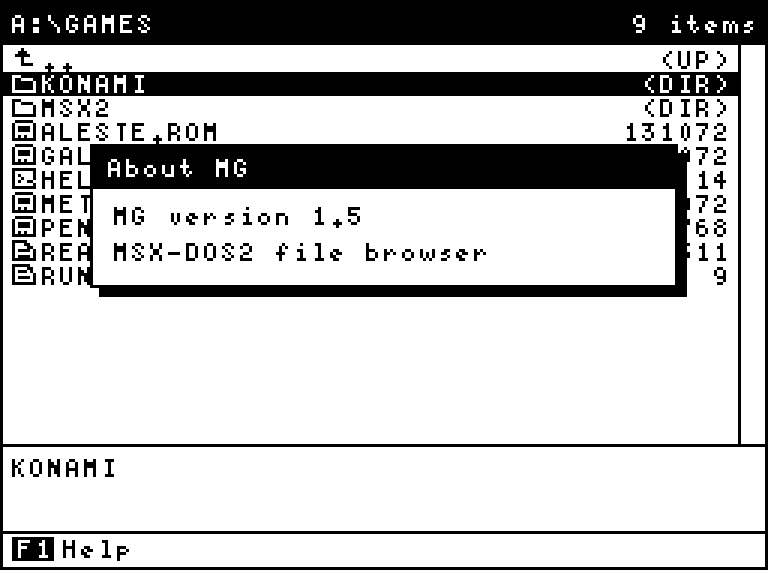 A:\GAMES 9 items
.. (UP)
KONAMI (DIR)
MSX2 (DIR)
ALESTE.ROM 131072
About MG
MG version 1.5
MSX-DOS2 file browser
14
9
KONAMI
F1 Help